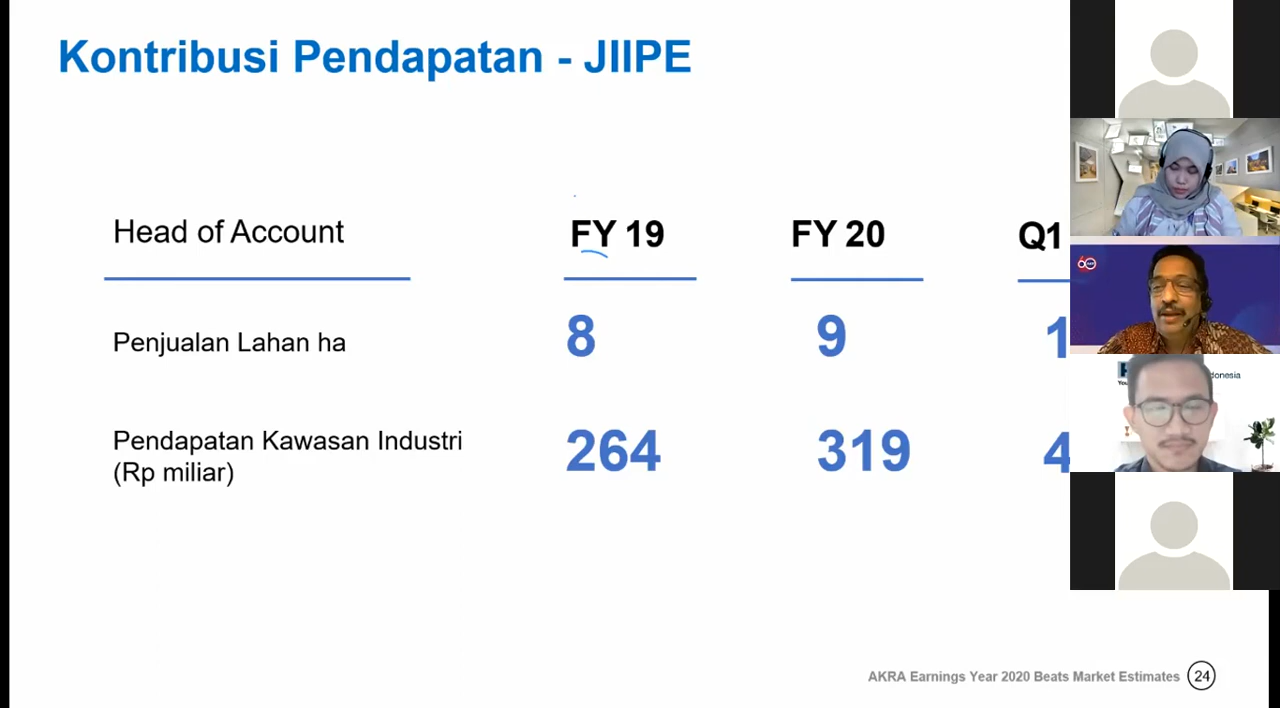 Kontribusi Pendapatan - JIIPE
Head of Account
FY 19
FY 20
Q1
Penjualan Lahan ha
8
9
1
Pendapatan Kawasan Industri
(Rp miliar)
264
319
4
donesia
AKRA Earnings Year 2020 Beats Market Estimates 24